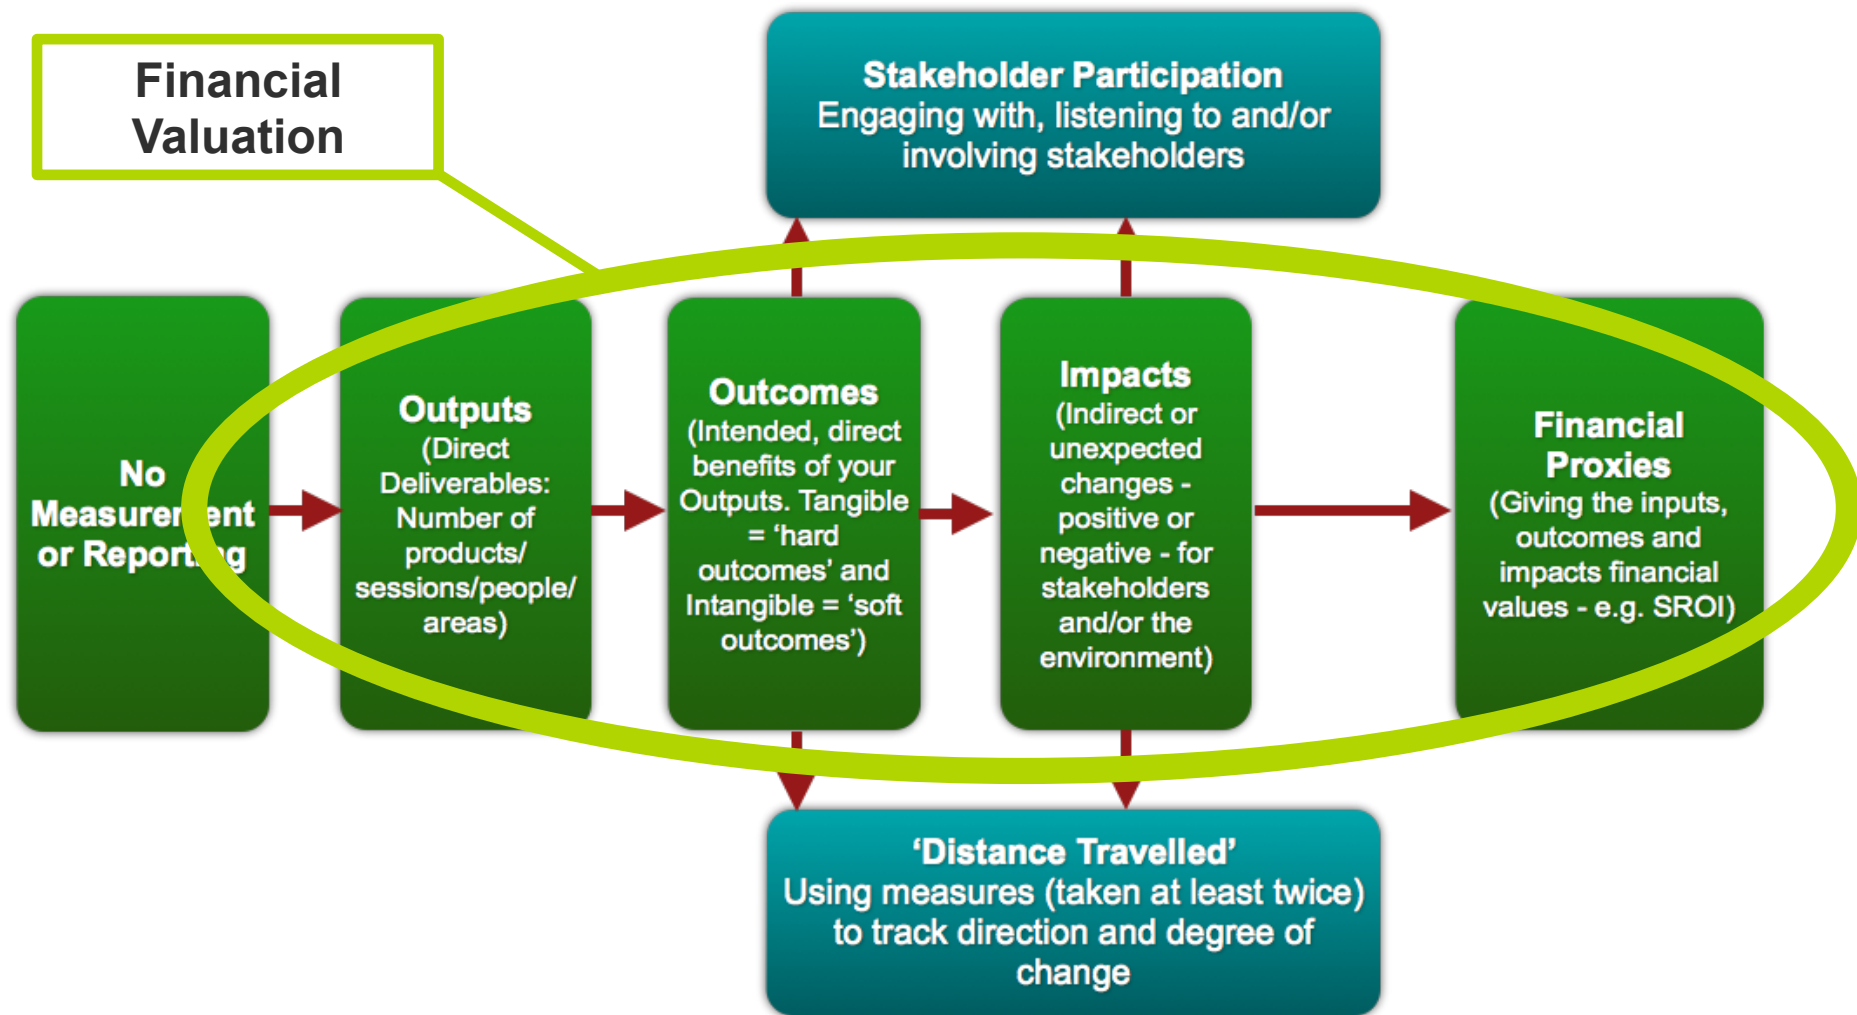 Financial
Valuation
Stakeholder Participation
Engaging with, listening to and/or
involving stakeholders
No
Measurement
or Reporting
Outputs
(Direct
Deliverables:
Number of
products/
sessions/people/
areas)
Outcomes
(Intended, direct
benefits of your
Outputs. Tangible
= ‘hard
outcomes’ and
Intangible = ‘soft
outcomes’)
Impacts
(Indirect or
unexpected
changes -
positive or
negative - for
stakeholders
and/or the
environment)
Financial
Proxies
(Giving the inputs,
outcomes and
impacts financial
values - e.g. SROI)
‘Distance Travelled’
Using measures (taken at least twice)
to track direction and degree of
change